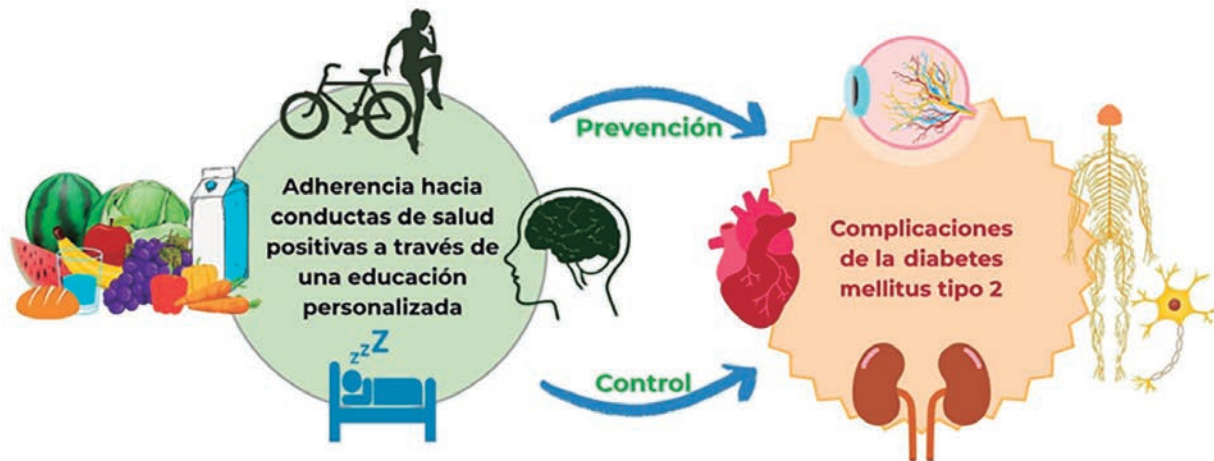 Adherencia hacia
conductas de salud
positivas a través de
una educación
personalizada
zzZ
Prevención
Control
Complicaciones
de la diabetes
mellitus tipo 2